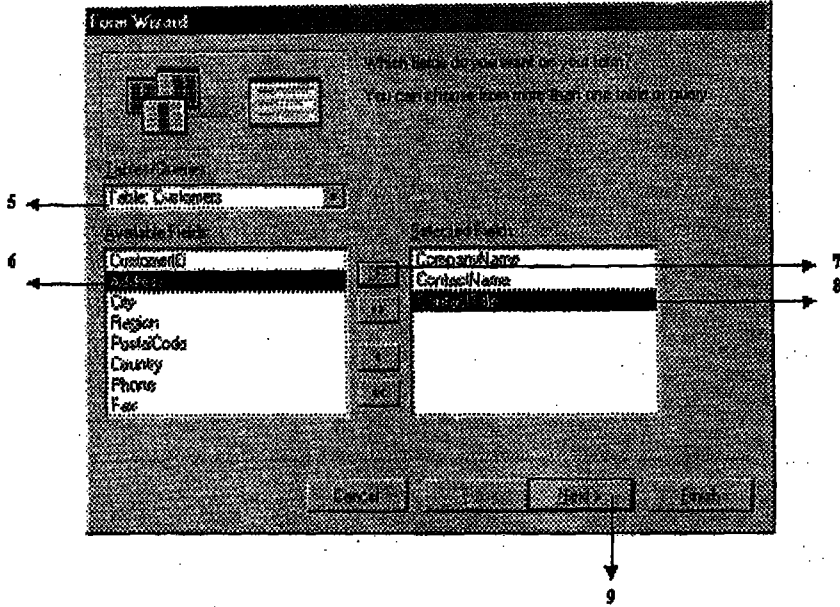 Form Wizard
Which fields do you want on your form?
You can choose from more than one table or query.
Tables/Queries
5
Table: Customers
Available Fields:
Selected Fields:
6
CustomerID
Address
City
Region
PostalCode
Country
Phone
Fax
>
>>
<
<<
CompanyName
ContactName
7
8
Cancel
Next >
Finish
9